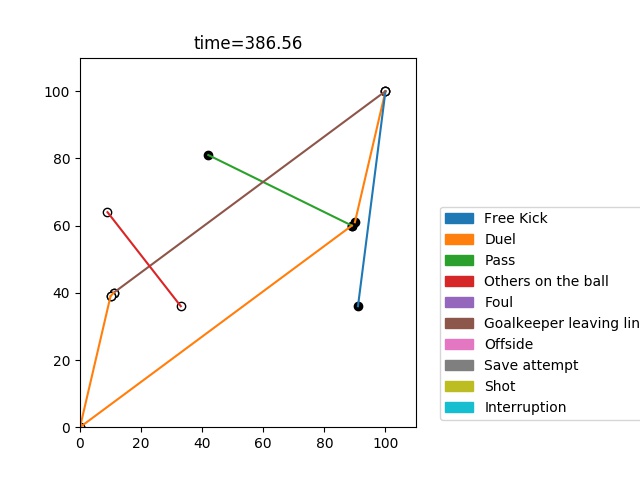 time=386.56
100
80
60
40
20
0
0 20 40 60 80 100
Free Kick
Duel
Pass
Others on the ball
Foul
Goalkeeper leaving lin
Offside
Save attempt
Shot
Interruption